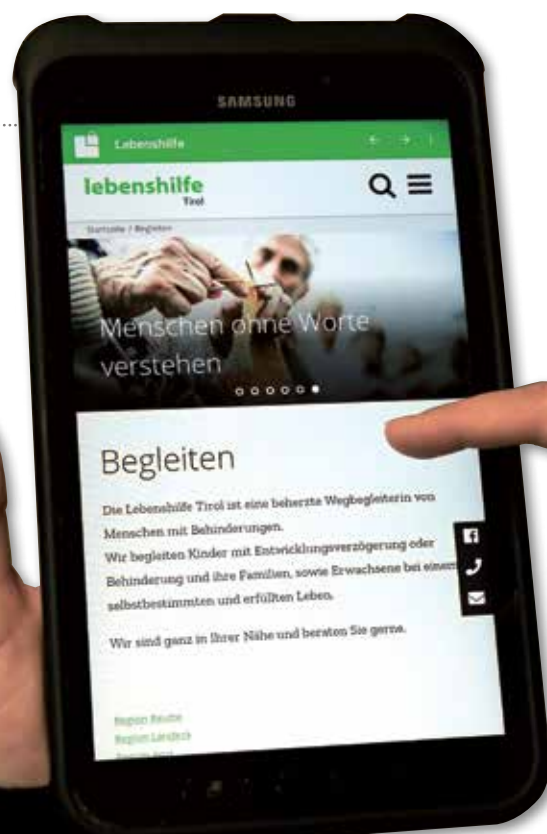 SAMSUNG
Lebenshilfe
lebenshilfe
Tirol
Startseite / Begleiten
Menschen ohne Worte
verstehen
Begleiten
Die Lebenshilfe Tirol ist eine beherzte Wegbegleiterin von
Menschen mit Behinderungen.
Wir begleiten Kinder mit Entwicklungsverzögerung oder
Behinderung und ihre Familien, sowie Erwachsene bei einem
selbstbestimmten und erfüllten Leben.
Wir sind ganz in Ihrer Nähe und beraten Sie gerne.
Region Reutte
Region Landeck